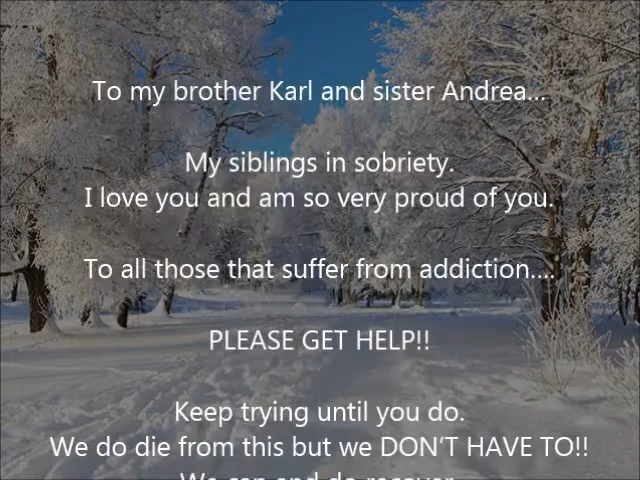 To my brother Karl and sister Andrea...
My siblings in sobriety.
I love you and am so very proud of you.
To all those that suffer from addiction....
PLEASE GET HELP!!
Keep trying until you do.
We do die from this but we DON'T HAVE TO!!
We can and do recover